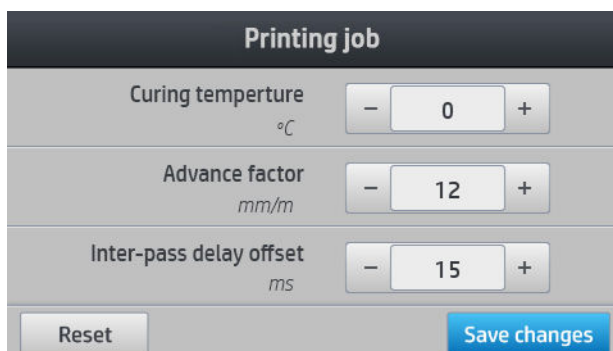 Printing job
Curing temperture
°C
− 0 +
Advance factor
mm/m
− 12 +
Inter-pass delay offset
ms
− 15 +
Reset Save changes